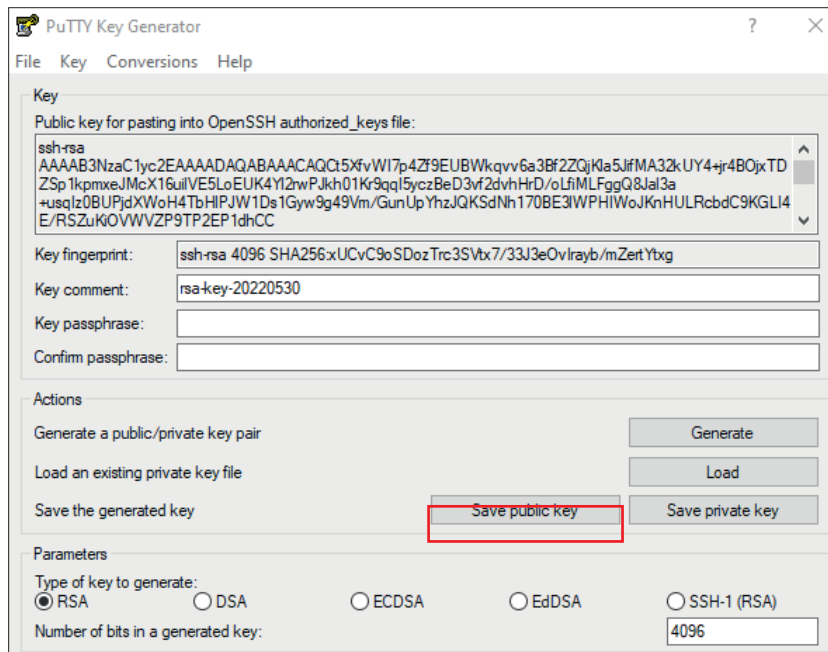 PuTTY Key Generator
?
File Key Conversions Help
Key
Public key for pasting into OpenSSH authorized_keys file:
ssh-rsa
AAAAB3NzaC1yc2EAAAADAQABAAACAQCt5XfvWI7p4Zf9EUBWkqvv6a3Bf2ZQjKla5JifMA32kUY4+jr4BOjxTD
ZSp1kpmxeJMcX16uilVE5LoEUK4Yl2rwPJkh01Kr9qqI5yczBeD3vf2dvhHrD/oLfiMLFggQ8JaI3a
+usqIz0BUPjdXWoH4TbHIPJW1Ds1Gyw9g49Vm/GunUpYhzJQKSdNh170BE3lWPHlWoJKnHULRcbdC9KGLI4
E/RSZuKiOVWVZP9TP2EP1dhCC
Key fingerprint: ssh-rsa 4096 SHA256:xUCvC9oSDozTrc3SVtx7/33J3eOvIrayb/mZertYtxg
Key comment: rsa-key-20220530
Key passphrase:
Confirm passphrase:
Actions
Generate a public/private key pair Generate
Load an existing private key file Load
Save the generated key Save public key Save private key
Parameters
Type of key to generate:
RSA DSA ECDSA EdDSA SSH-1 (RSA)
Number of bits in a generated key: 4096